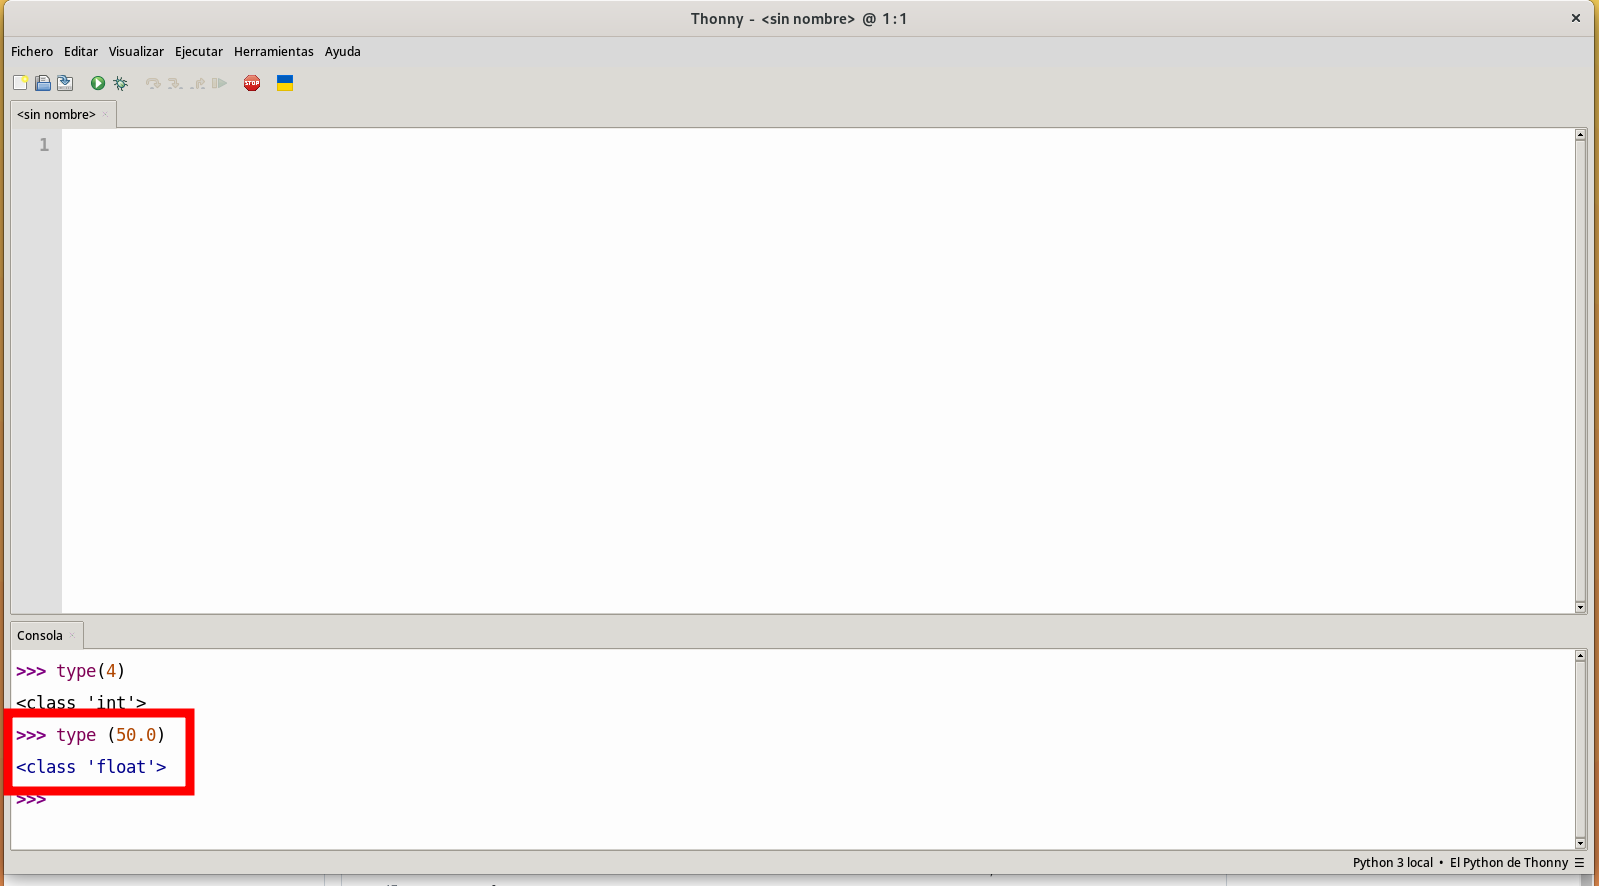 Thonny - <sin nombre> @ 1:1
Fichero Editar Visualizar Ejecutar Herramientas Ayuda
STOP
<sin nombre>
1
Consola
>>> type(4)
<class 'int'>
>>> type (50.0)
<class 'float'>
>>>
Python 3 local • El Python de Thonny ☰